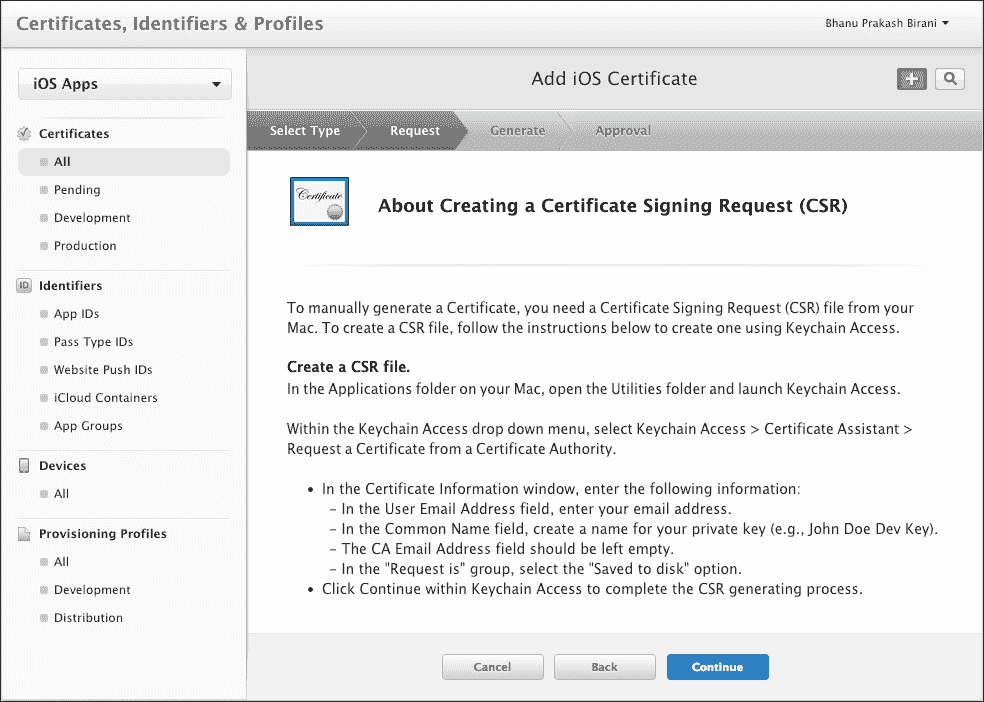 Certificates, Identifiers & Profiles
Bhanu Prakash Birani
iOS Apps
Certificates
All
Pending
Development
Production
ID Identifiers
App IDs
Pass Type IDs
Website Push IDs
iCloud Containers
App Groups
Devices
All
Provisioning Profiles
All
Development
Distribution
Add iOS Certificate
Select Type
Request
Generate
Approval
Certificate
About Creating a Certificate Signing Request (CSR)
To manually generate a Certificate, you need a Certificate Signing Request (CSR) file from your
Mac. To create a CSR file, follow the instructions below to create one using Keychain Access.
Create a CSR file.
In the Applications folder on your Mac, open the Utilities folder and launch Keychain Access.
Within the Keychain Access drop down menu, select Keychain Access > Certificate Assistant >
Request a Certificate from a Certificate Authority.
• In the Certificate Information window, enter the following information:
– In the User Email Address field, enter your email address.
– In the Common Name field, create a name for your private key (e.g., John Doe Dev Key).
– The CA Email Address field should be left empty.
– In the "Request is" group, select the "Saved to disk" option.
• Click Continue within Keychain Access to complete the CSR generating process.
Cancel
Back
Continue